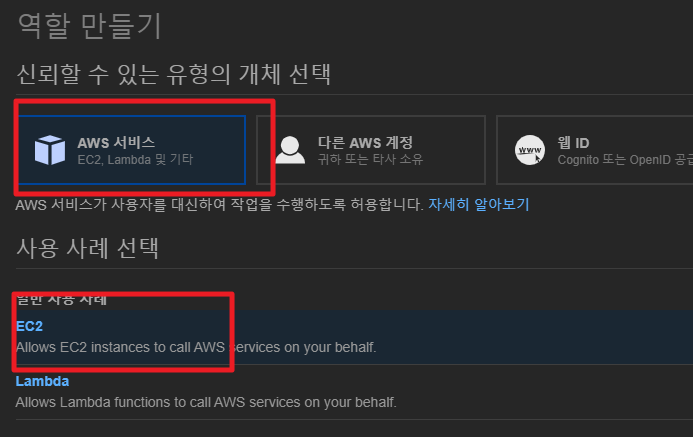 역할 만들기
신뢰할 수 있는 유형의 개체 선택
AWS 서비스
EC2, Lambda 및 기타
다른 AWS 계정
귀하 또는 타사 소유
www
웹 ID
Cognito 또는 OpenID 공급
AWS 서비스가 사용자를 대신하여 작업을 수행하도록 허용합니다. 자세히 알아보기
사용 사례 선택
일반 사용 사례
EC2
Allows EC2 instances to call AWS services on your behalf.
Lambda
Allows Lambda functions to call AWS services on your behalf.